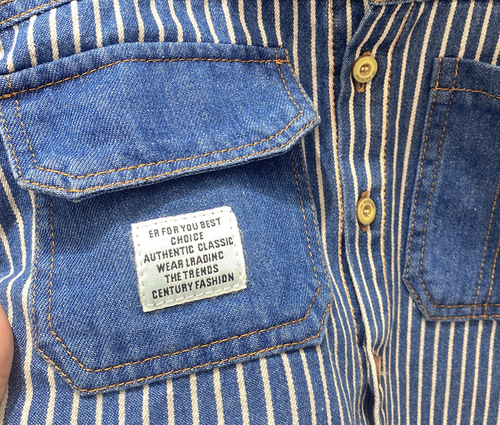 ER FOR YOU BEST
CHOICE
AUTHENTIC CLASSIC
WEAR LRADING
THE TRENDS
CENTURY FASHION